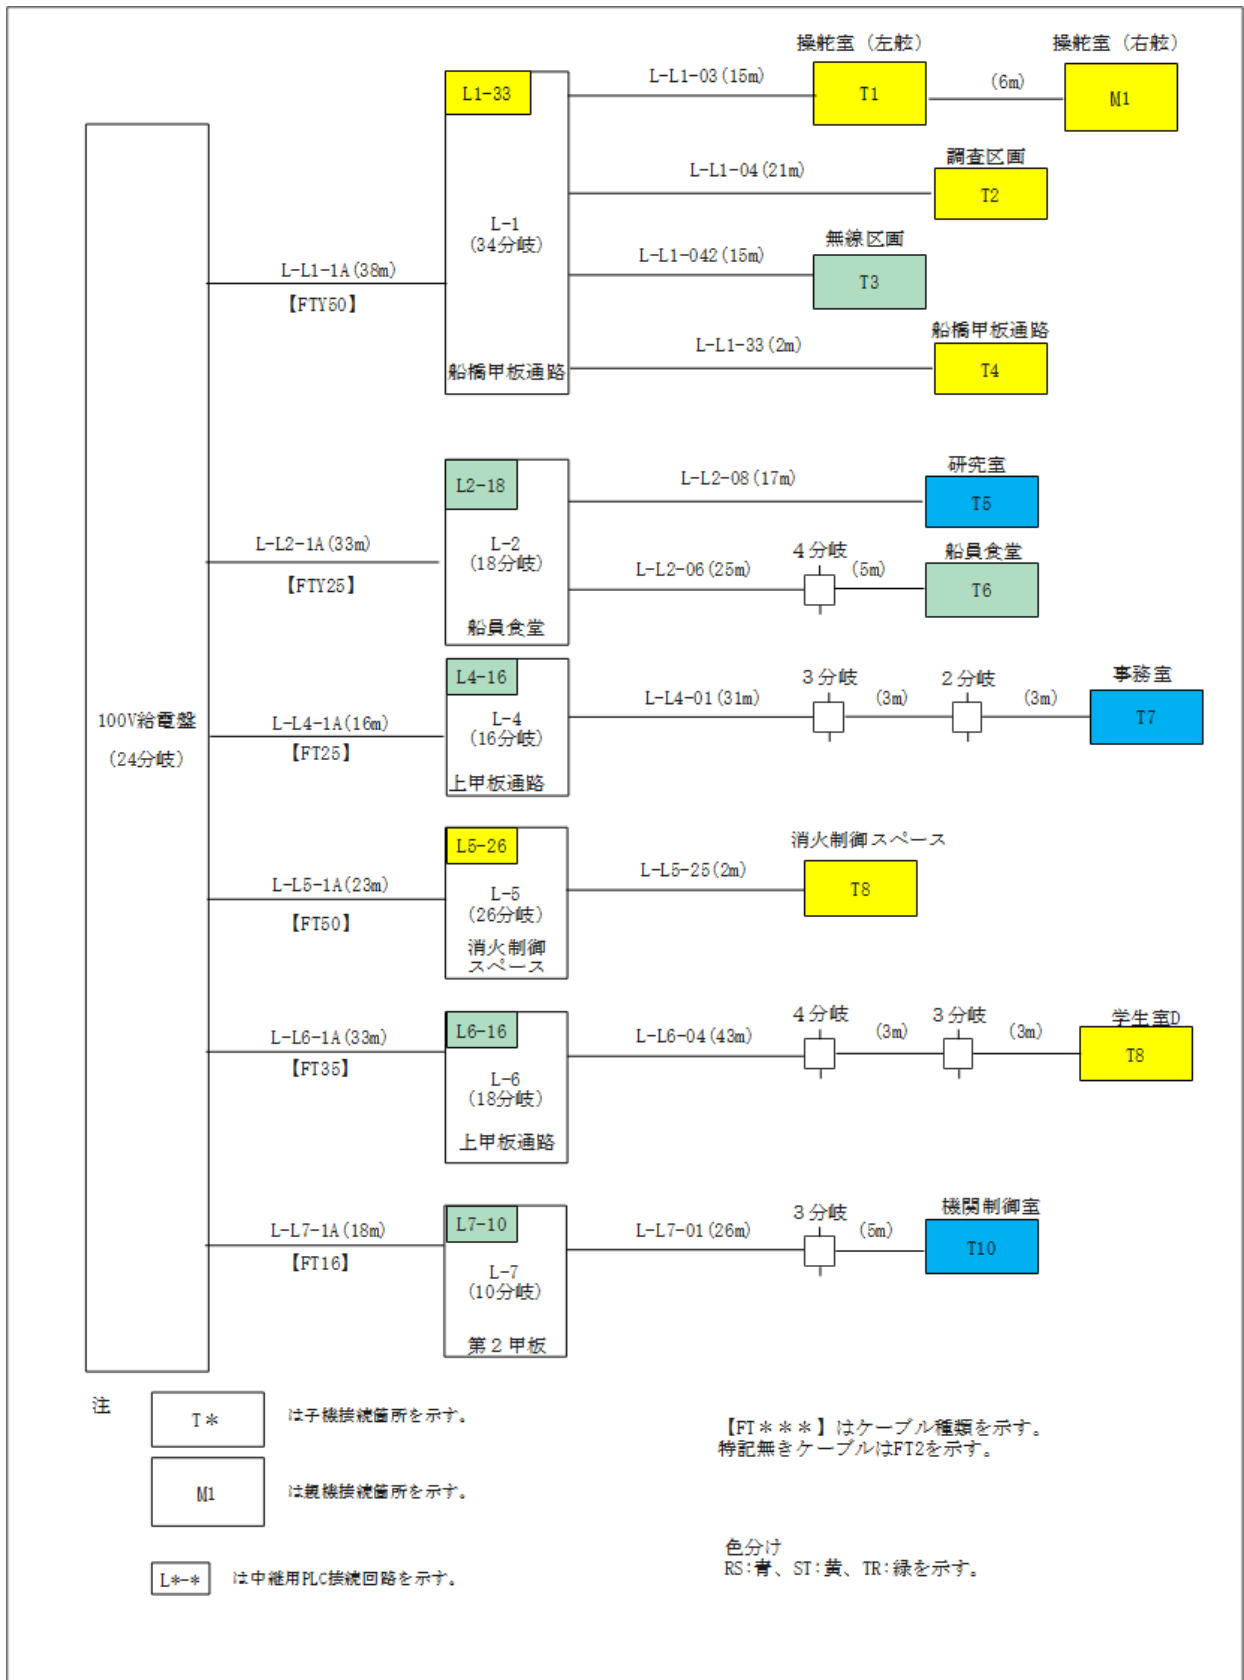 操舵室（左舷）
操舵室（右舷）
L1-33
L-L1-03(15m)
T1
(6m)
M1
調査区画
L-L1-04(21m)
T2
L-1
(34分岐)
無線区画
L-L1-042(15m)
T3
L-L1-1A(38m)
【FTY50】
船橋甲板通路
L-L1-33(2m)
T4
船橋甲板通路
研究室
L2-18
L-L2-08(17m)
T5
L-L2-1A(33m)
【FTY25】
L-2
(18分岐)
４分岐
船員食堂
L-L2-06(25m)
(5m)
T6
船員食堂
L4-16
３分岐
２分岐
事務室
L-L4-01(31m)
(3m)
(3m)
T7
100V給電盤
(24分岐)
L-L4-1A(16m)
【FT25】
L-4
(16分岐)
上甲板通路
消火制御スペース
L5-26
L-L5-25(2m)
T8
L-L5-1A(23m)
【FT50】
L-5
(26分岐)
消火制御
スペース
４分岐
３分岐
学生室D
L6-16
L-L6-1A(33m)
【FT35】
L-L6-04(43m)
(3m)
(3m)
T8
L-6
(18分岐)
上甲板通路
機関制御室
L7-10
L-L7-1A(18m)
【FT16】
L-L7-01(26m)
３分岐
(5m)
T10
L-7
(10分岐)
第２甲板
注
T＊
は子機接続箇所を示す。
【FT＊＊＊】はケーブル種類を示す。
特記無きケーブルはFT2を示す。
M1
は親機接続箇所を示す。
色分け
RS:青、ST:黄、TR:緑を示す。
L*-*
は中継用PLC接続回路を示す。